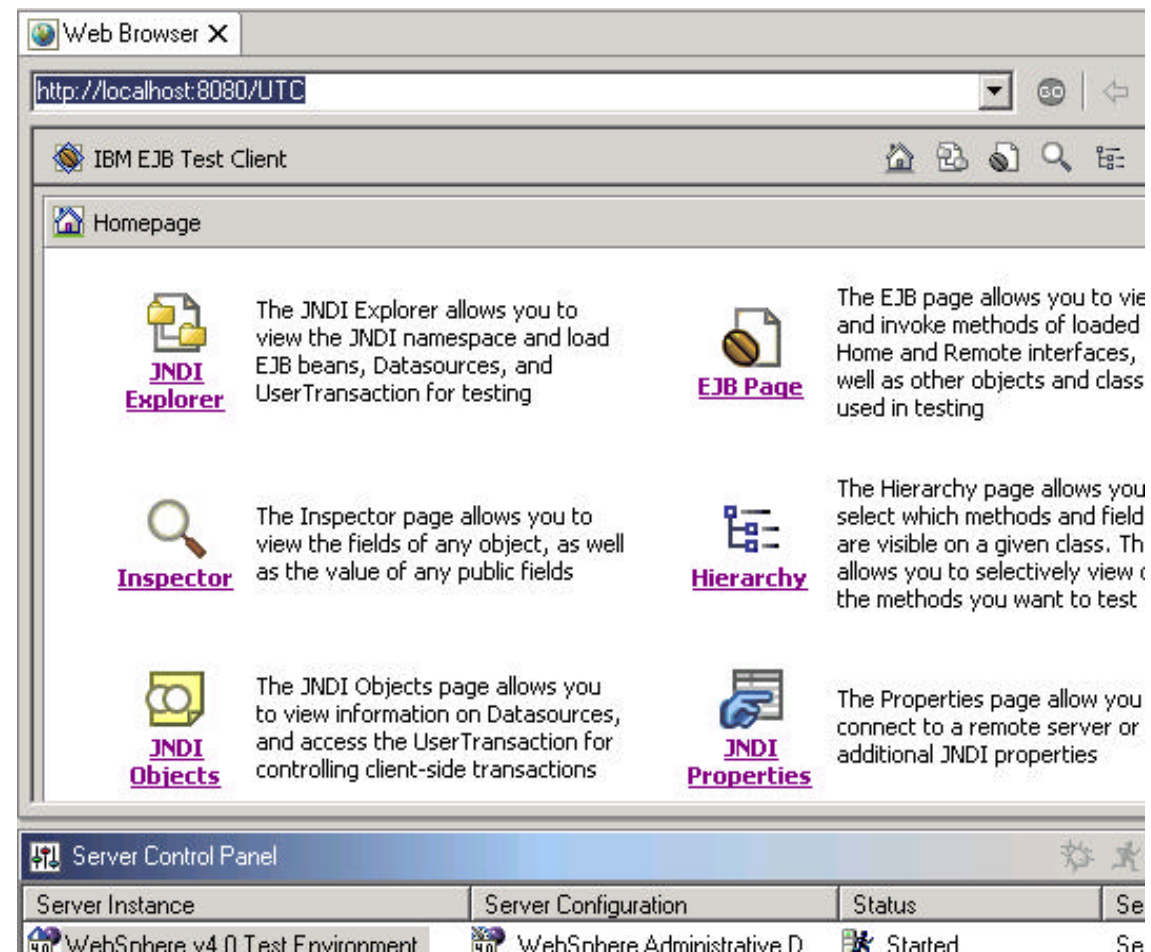 Web Browser
http://localhost:8080/UTC
GO
IBM EJB Test Client
Homepage
JNDI
Explorer
The JNDI Explorer allows you to
view the JNDI namespace and load
EJB beans, Datasources, and
UserTransaction for testing
EJB Page
The EJB page allows you to vie
and invoke methods of loaded
Home and Remote interfaces,
well as other objects and class
used in testing
Inspector
The Inspector page allows you to
view the fields of any object, as well
as the value of any public fields
Hierarchy
The Hierarchy page allows you
select which methods and field
are visible on a given class. Th
allows you to selectively view
the methods you want to test
JNDI
Objects
The JNDI Objects page allows you
to view information on Datasources,
and access the UserTransaction for
controlling client-side transactions
JNDI
Properties
The Properties page allow you
connect to a remote server or
additional JNDI properties
Server Control Panel
Server Instance
Server Configuration
Status
Se
WebSphere v4.0 Test Environment
WebSphere Administrative D
Started
Se